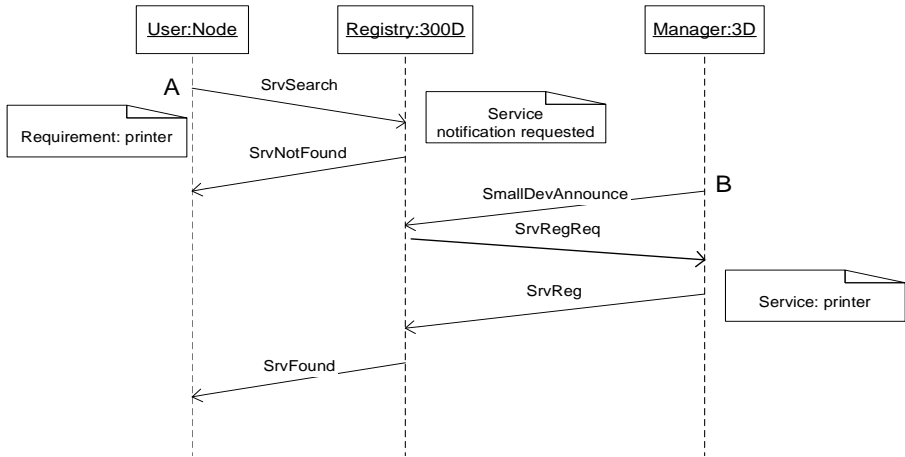 User:Node
Registry:300D
Manager:3D
A
SrvSearch
Requirement: printer
Service
notification requested
SrvNotFound
SmallDevAnnounce
B
SrvRegReq
SrvReg
Service: printer
SrvFound